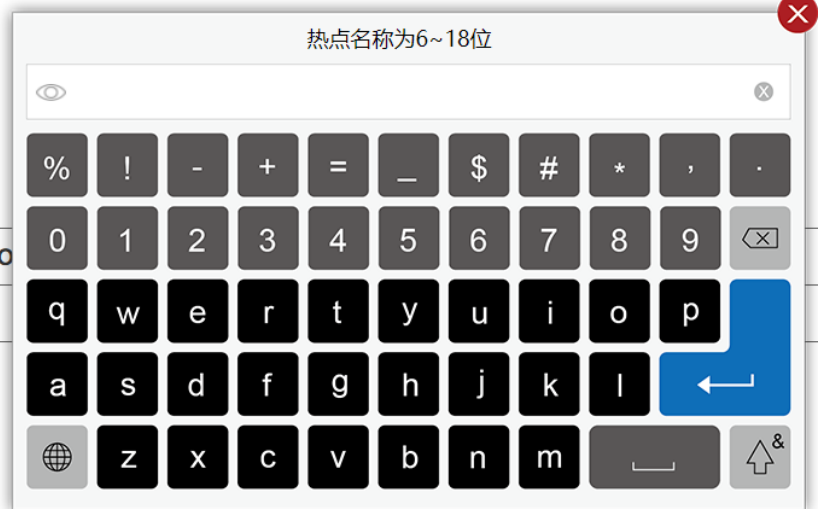 热点名称为6~18位
% ! - + = _ $ # * , .
0 1 2 3 4 5 6 7 8 9
q w e r t y u i o p
a s d f g h j k l
z x c v b n m &